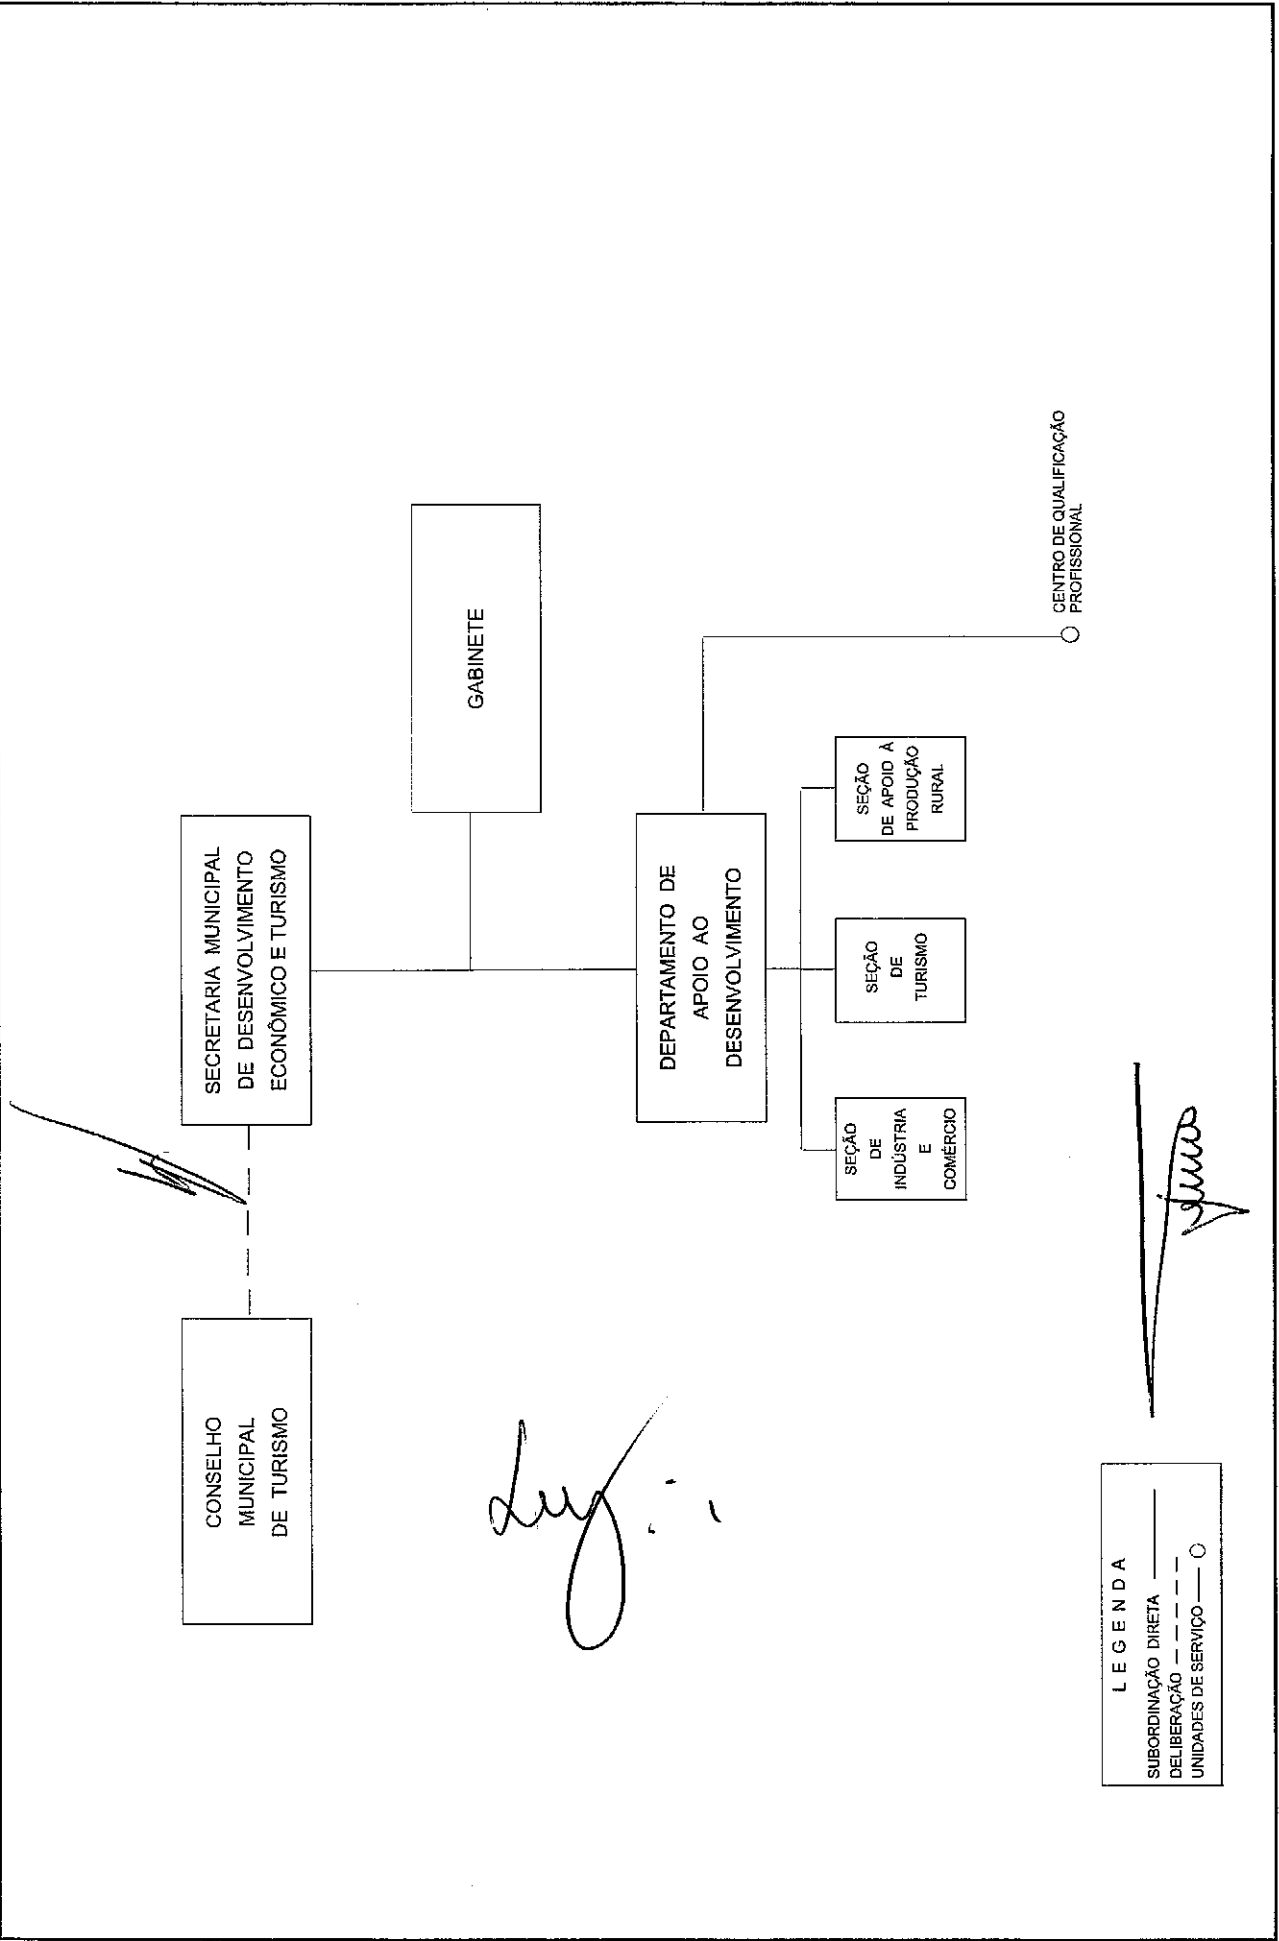 CONSELHO
MUNICIPAL
DE TURISMO
SECRETARIA MUNICIPAL
DE DESENVOLVIMENTO
ECONÔMICO E TURISMO
GABINETE
DEPARTAMENTO DE
APOIO AO
DESENVOLVIMENTO
SEÇÃO
DE
INDÚSTRIA
E
COMÉRCIO
SEÇÃO
DE
TURISMO
SEÇÃO
DE APOIO À
PRODUÇÃO
RURAL
CENTRO DE QUALIFICAÇÃO
PROFISSIONAL
LEGENDA
SUBORDINAÇÃO DIRETA
DELIBERAÇÃO
UNIDADES DE SERVIÇO